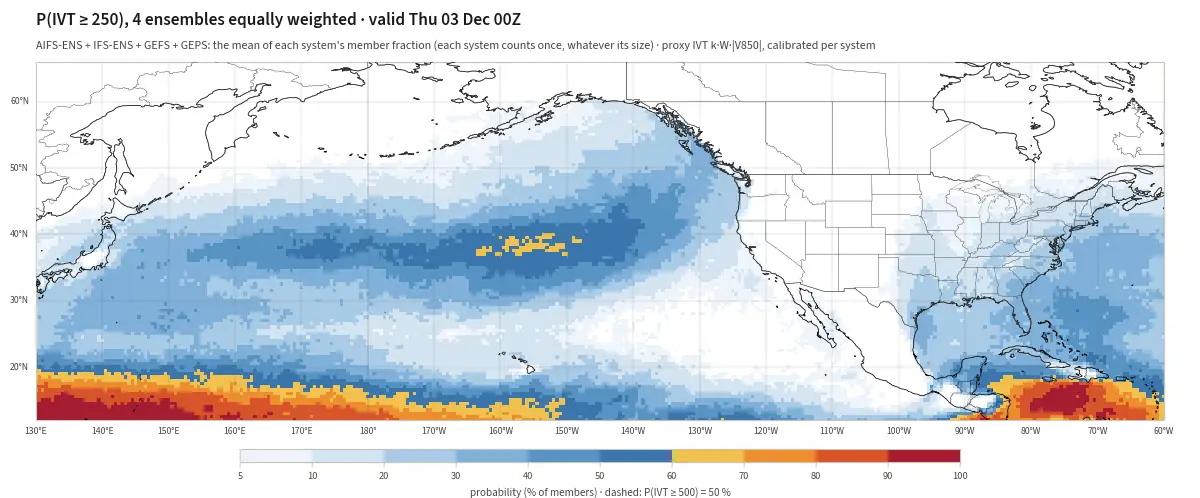 P(IVT ≥ 250), 4 ensembles equally weighted · valid Thu 03 Dec 00Z
AIFS-ENS + IFS-ENS + GEFS + GEPS: the mean of each system's member fraction (each system counts once, whatever its size) · proxy IVT k·W·|V850|, calibrated per system
60°N
50°N
40°N
30°N
20°N
130°E 140°E 150°E 160°E 170°E 180° 170°W 160°W 150°W 140°W 130°W 120°W 110°W 100°W 90°W 80°W 70°W 60°W
5 10 20 30 40 50 60 70 80 90 100
probability (% of members) · dashed: P(IVT ≥ 500) = 50 %